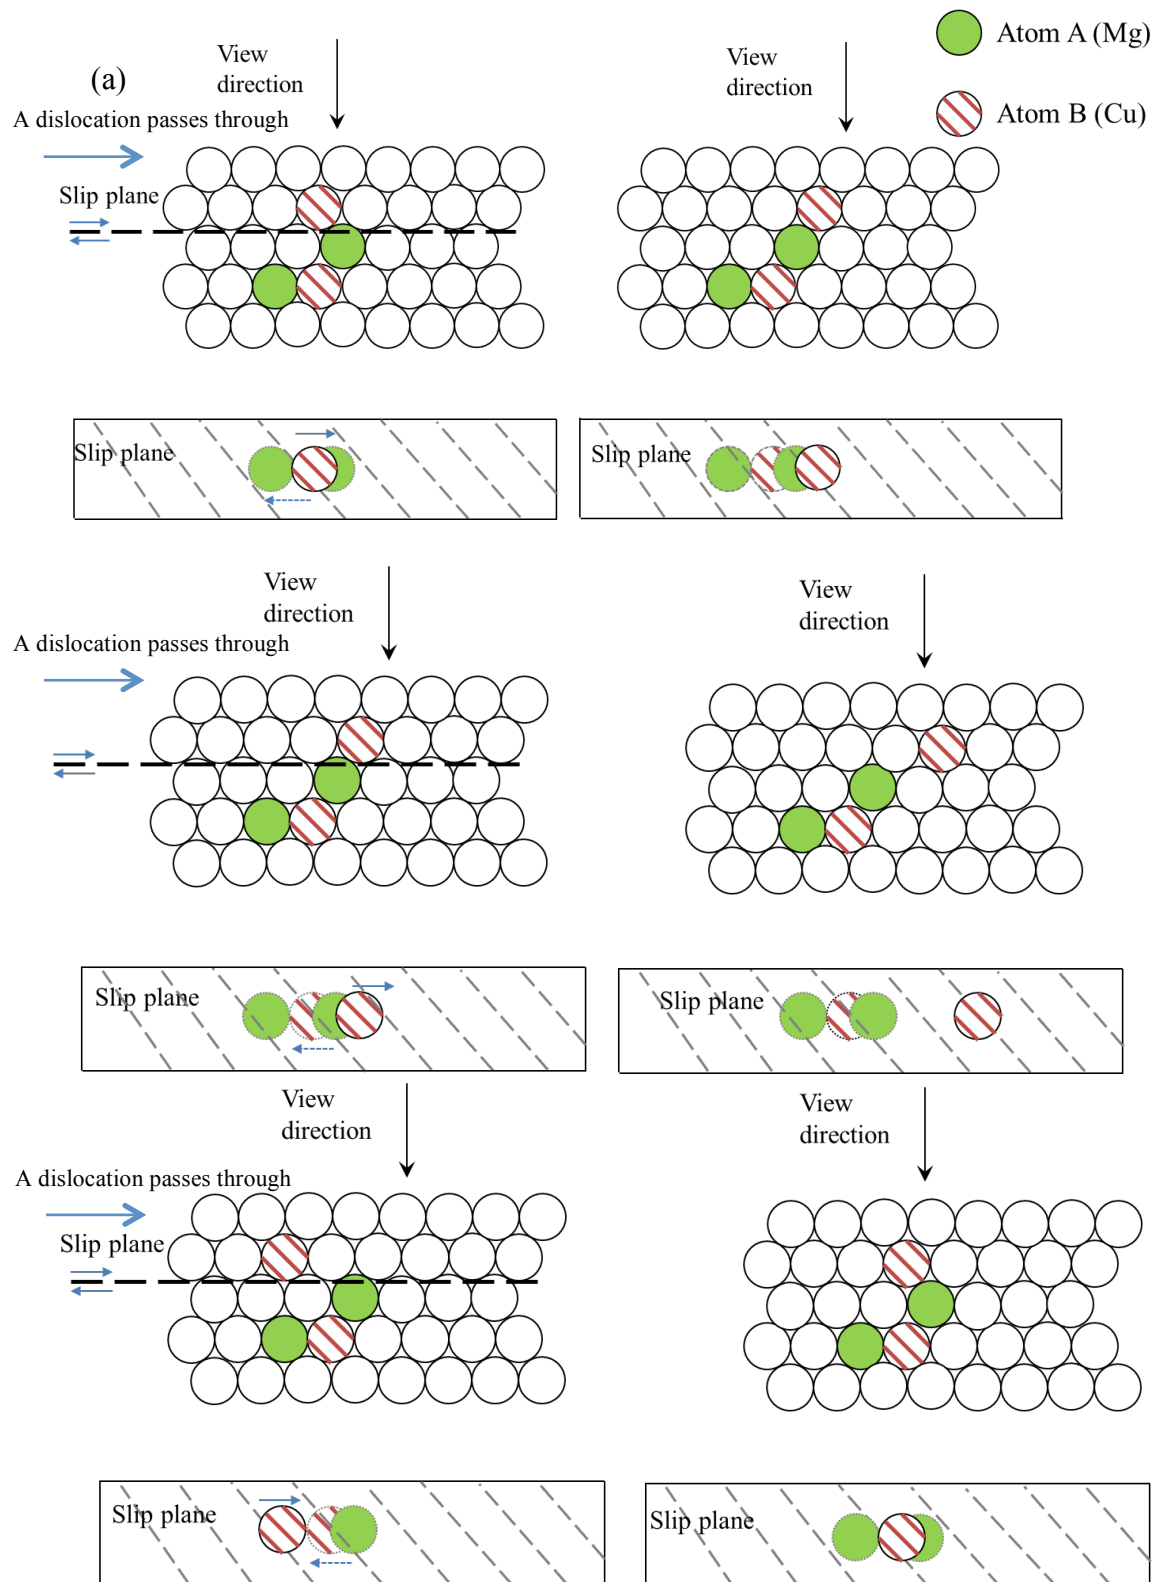 Atom A (Mg)
View
direction
View
direction
(a)
Atom B (Cu)
A dislocation passes through
Slip plane
Slip plane
Slip plane
View
direction
View
direction
A dislocation passes through
Slip plane
Slip plane
View
direction
View
direction
A dislocation passes through
Slip plane
Slip plane
Slip plane